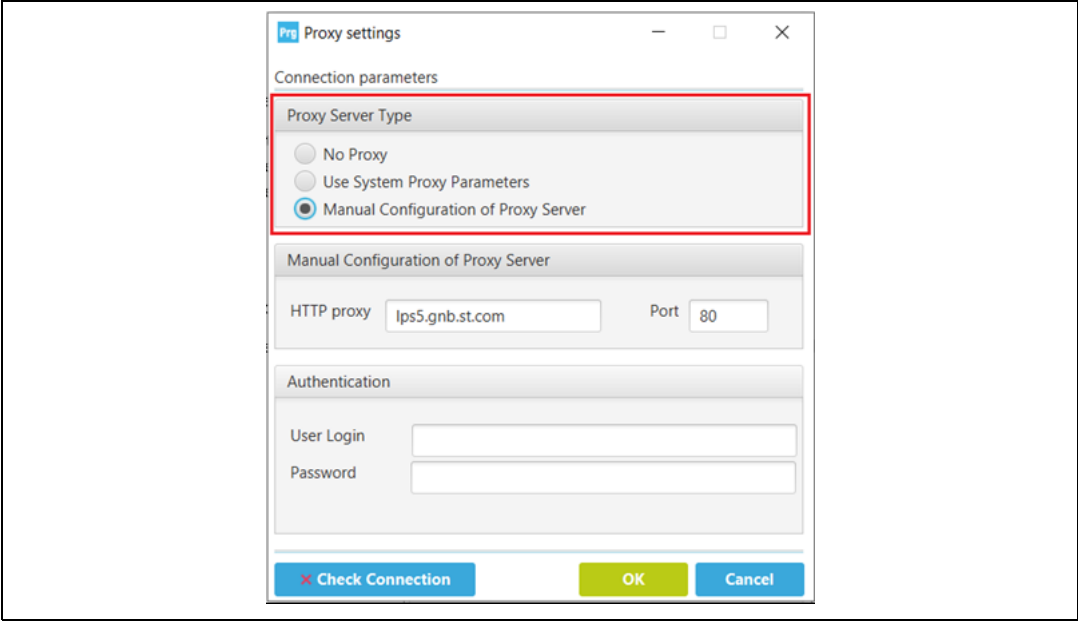 Prg Proxy settings
Connection parameters
Proxy Server Type
No Proxy
Use System Proxy Parameters
Manual Configuration of Proxy Server
Manual Configuration of Proxy Server
HTTP proxy lps5.gnb.st.com Port 80
Authentication
User Login
Password
Check Connection OK Cancel